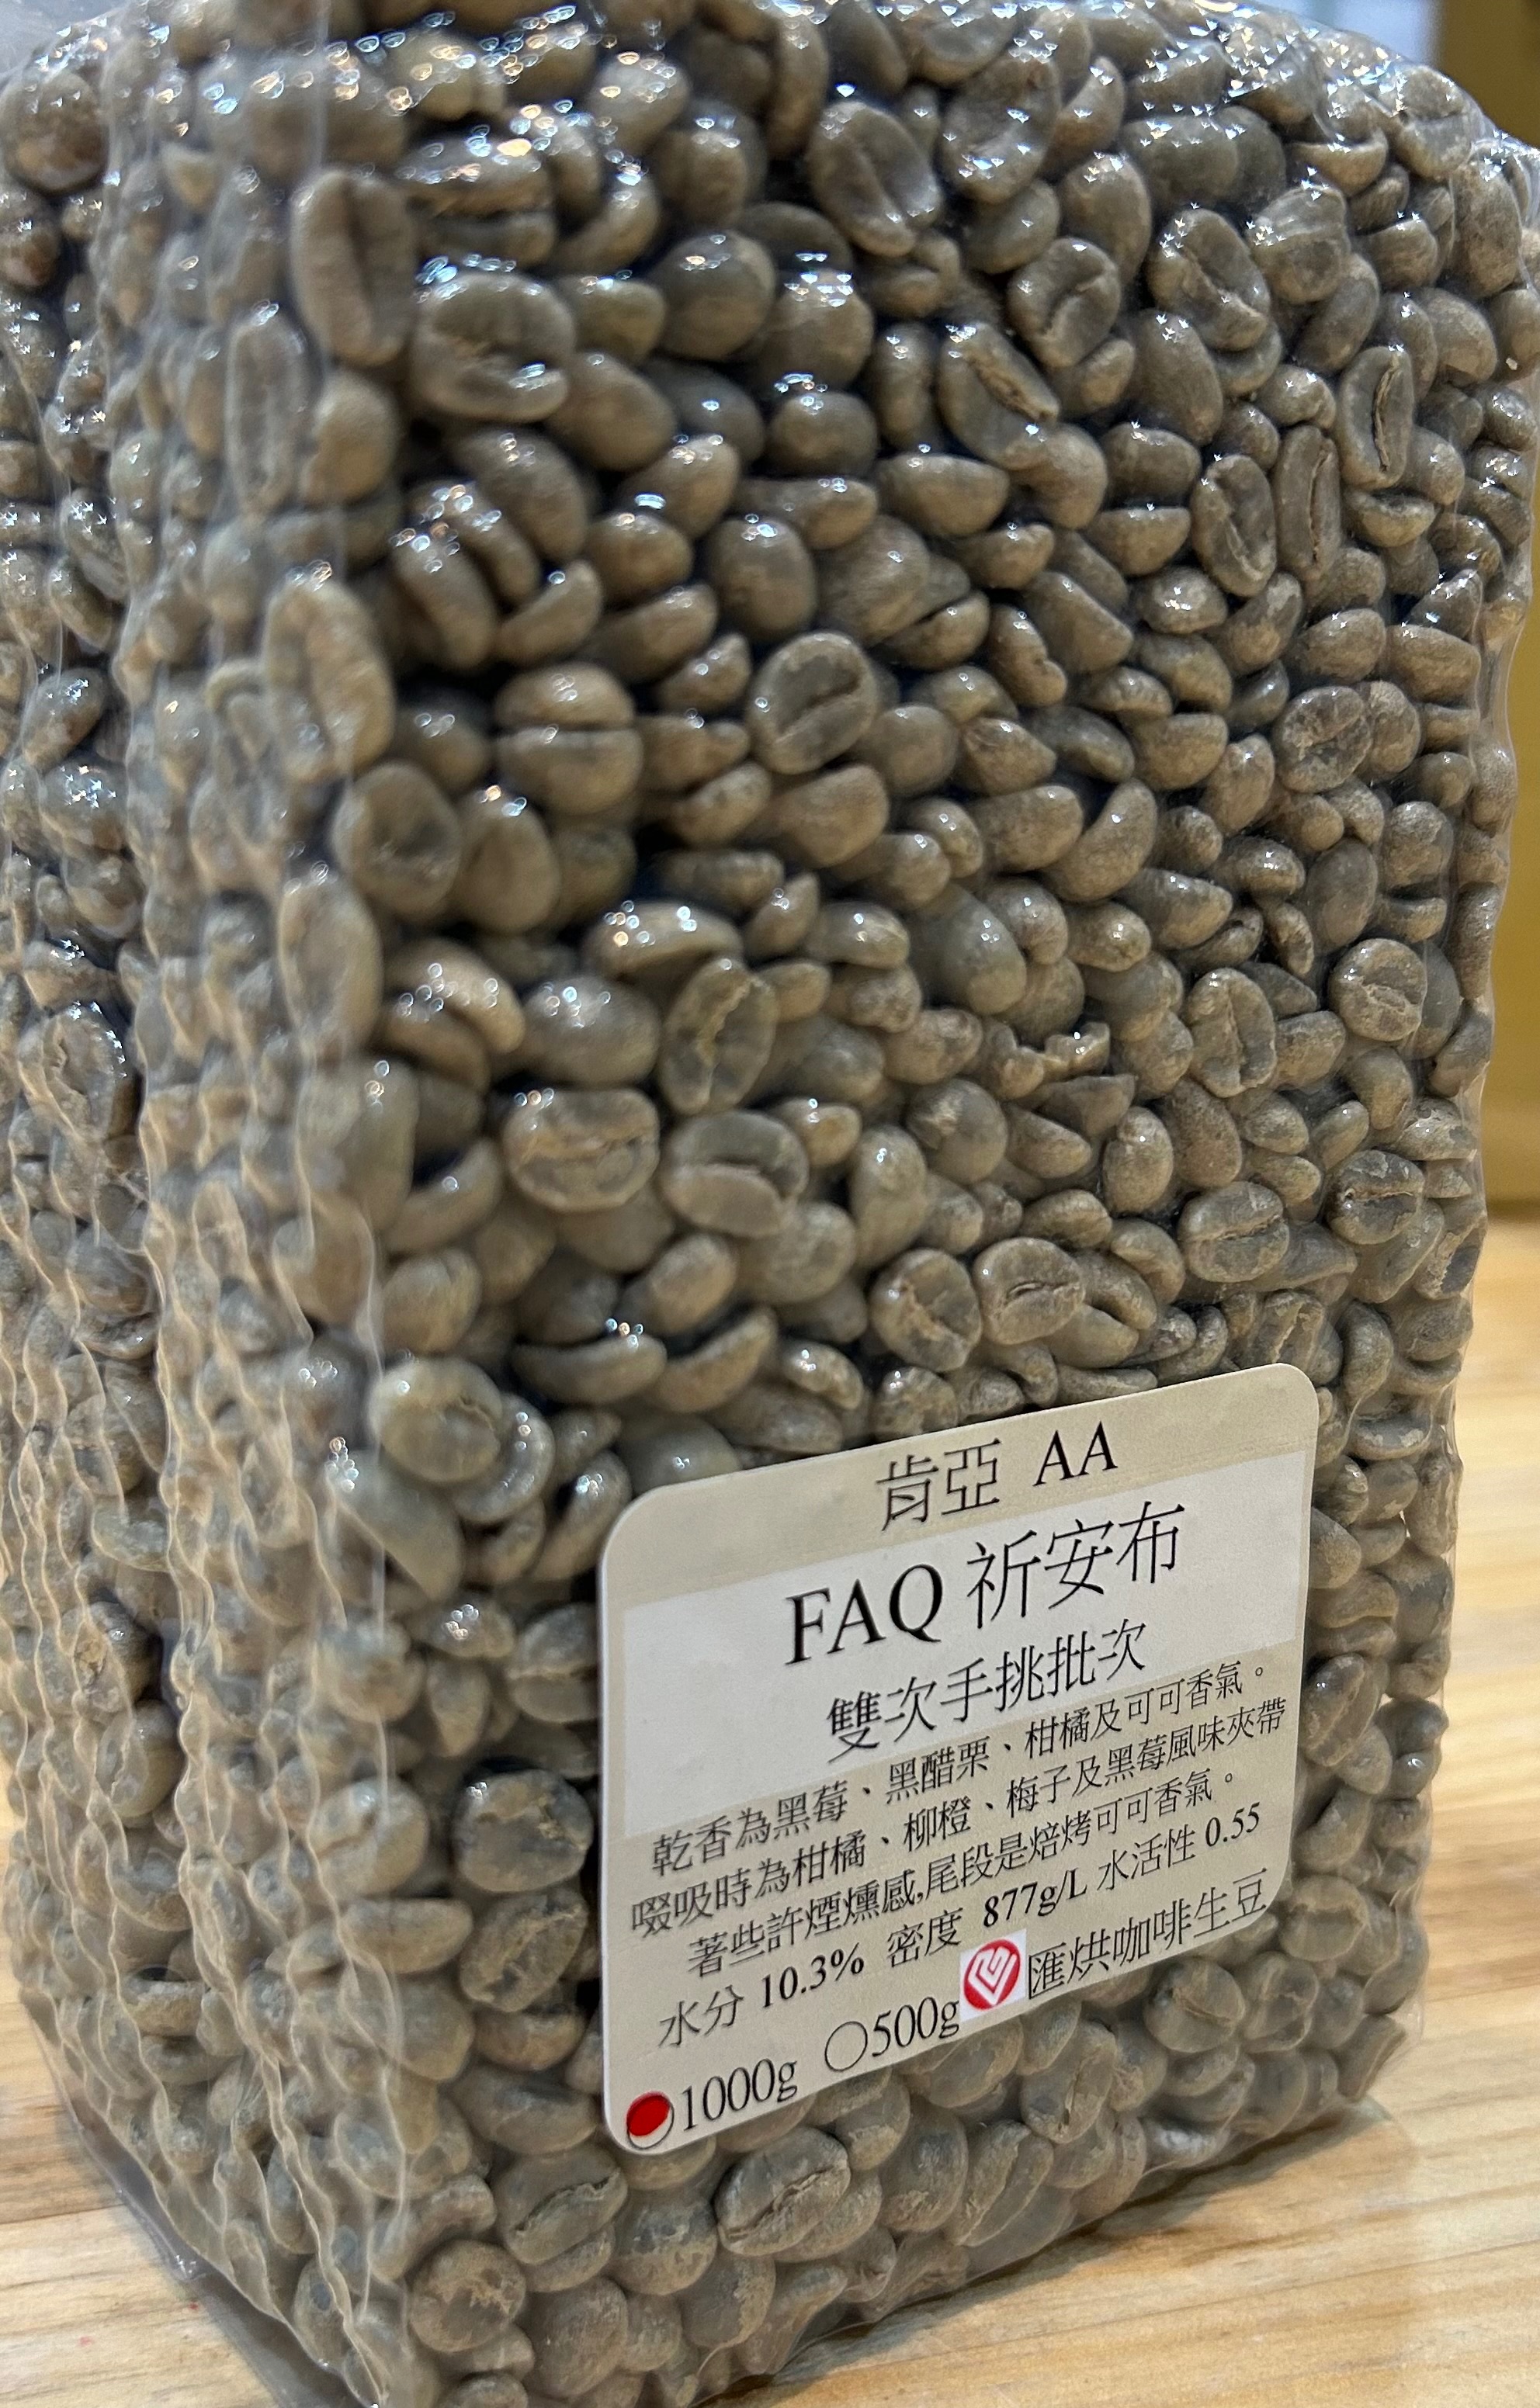 肯亞 AA
FAQ 祈安布
雙次手挑批次
乾香為黑莓、黑醋栗、柑橘及可可香氣。
啜吸時為柑橘、柳橙、梅子及黑莓風味夾帶
著些許煙燻感,尾段是焙烤可可香氣。
水分 10.3% 密度 877g/L 水活性 0.55
1000g ○500g 匯烘咖啡生豆